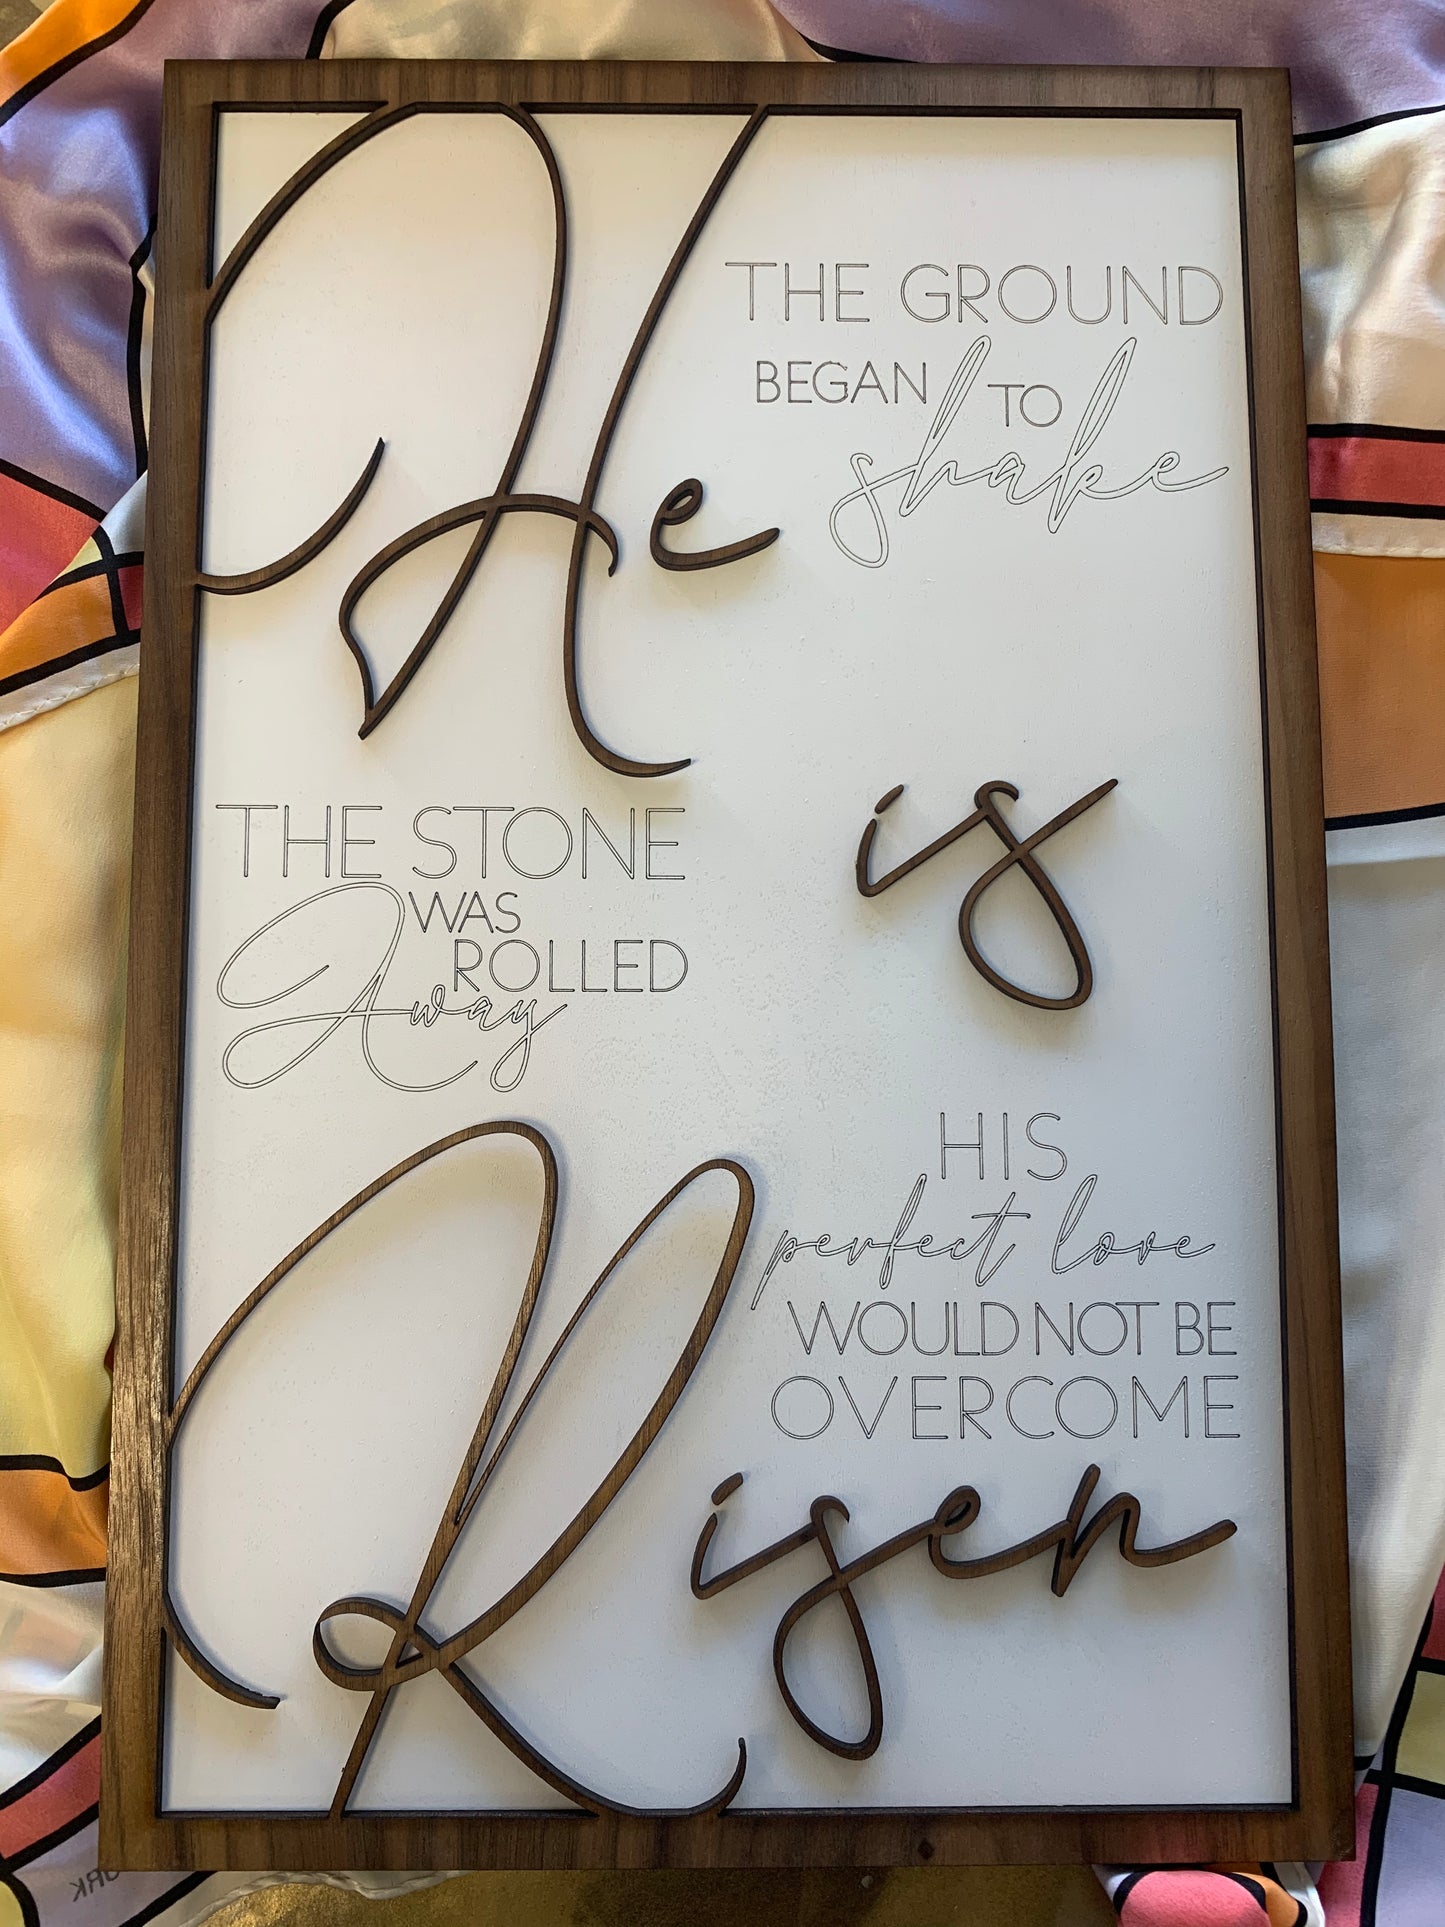 He
THE GROUND
BEGAN TO
shake
is
THE STONE
WAS
ROLLED
Away
HIS
perfect love
WOULD NOT BE
OVERCOME
Risen